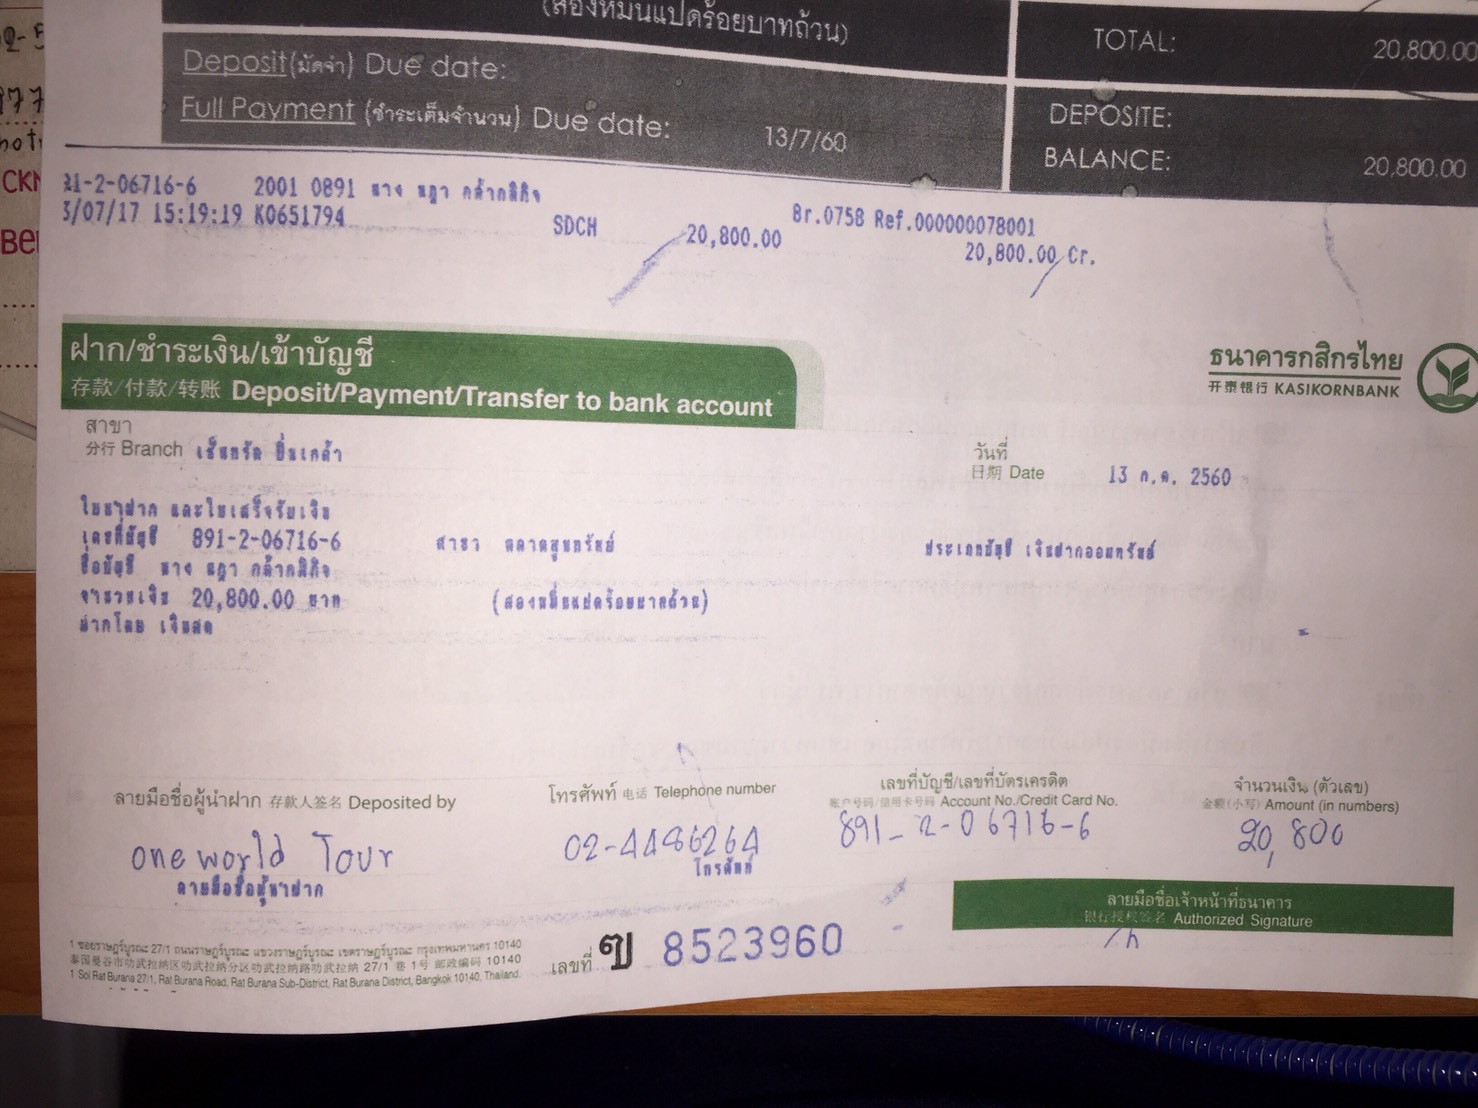 (สองหมื่นแปดร้อยบาทถ้วน)
TOTAL: 20,800.00
Deposit(มัดจำ) Due date:
Full Payment (ชำระเต็มจำนวน) Due date: 13/7/60
DEPOSITE:
BALANCE: 20,800.00
91-2-06716-6 2001 0891 นาง
3/07/17 15:19:19 K0651794 SDCH 20,800.00
Br.0758 Ref.000000078001
20,800.00 Cr.
ฝาก/ชำระเงิน/เข้าบัญชี
存款/付款/转账 Deposit/Payment/Transfer to bank account
ธนาคารกสิกรไทย
开泰银行 KASIKORNBANK
สาขา
分行 Branch เซ็นทรัล ปิ่นเกล้า
วันที่
日期 Date 13 ก.ค. 2560
ใบนำฝาก และใบเสร็จรับเงิน
เลขที่บัญชี 891-2-06716-6 สาขา ตลาดสุนทรัพย์ ประเภทบัญชี เงินฝากออมทรัพย์
ชื่อบัญชี นาง
จำนวนเงิน 20,800.00 บาท (สองหมื่นแปดร้อยบาทถ้วน)
ฝากโดย เงินสด
ลายมือชื่อผู้นำฝาก 存款人签名 Deposited by
one world Tour
ลายมือชื่อผู้นำฝาก
โทรศัพท์ 电话 Telephone number
02-4486264
โทรศัพท์
เลขที่บัญชี/เลขที่บัตรเครดิต
账户号码/信用卡号码 Account No./Credit Card No.
891-2-06716-6
จำนวนเงิน (ตัวเลข)
金额(小写) Amount (in numbers)
20,800
ลายมือชื่อเจ้าหน้าที่ธนาคาร
银行授权签名 Authorized Signature
1 ซอยราษฎร์บูรณะ 27/1 ถนนราษฎร์บูรณะ แขวงราษฎร์บูรณะ เขตราษฎร์บูรณะ กรุงเทพมหานคร 10140
泰国曼谷市叻武拉纳区叻武拉纳分区叻武拉纳路叻武拉纳 27/1 巷 1号 邮政编码 10140
1 Soi Rat Burana 27/1, Rat Burana Road, Rat Burana Sub-District, Rat Burana District, Bangkok 10140, Thailand.
เลขที่ ฃ 8523960